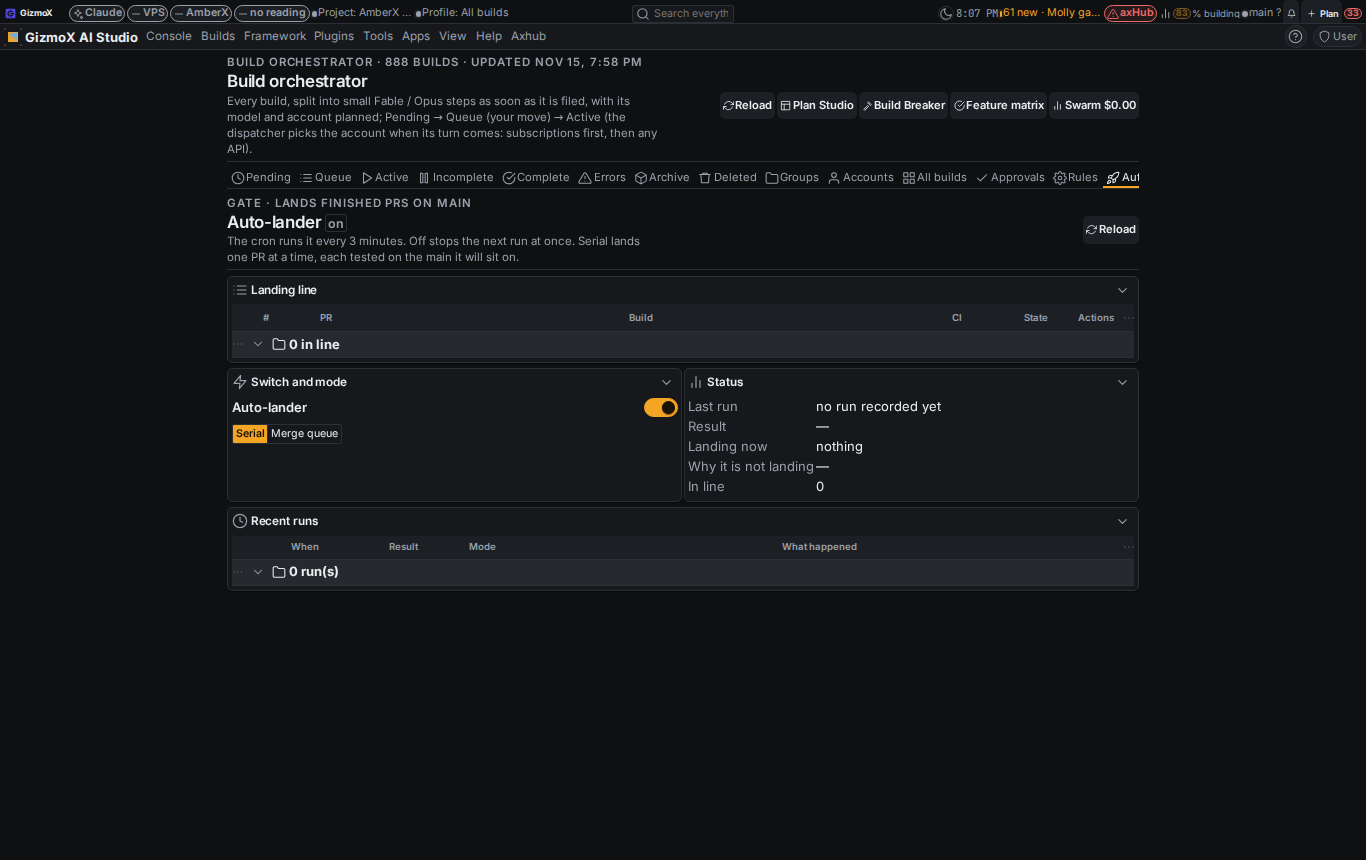 GizmoX Claude VPS AmberX no reading Project: AmberX ... Profile: All builds Search everyth 8:07 PM 61 new · Molly ga... axHub 83 % building main ? Plan 33
GizmoX AI Studio Console Builds Framework Plugins Tools Apps View Help Axhub User
BUILD ORCHESTRATOR · 888 BUILDS · UPDATED NOV 15, 7:58 PM
Build orchestrator
Every build, split into small Fable / Opus steps as soon as it is filed, with its
model and account planned; Pending → Queue (your move) → Active (the
dispatcher picks the account when its turn comes: subscriptions first, then any
API).
Reload Plan Studio Build Breaker Feature matrix Swarm $0.00
Pending Queue Active Incomplete Complete Errors Archive Deleted Groups Accounts All builds Approvals Rules Aut
GATE · LANDS FINISHED PRS ON MAIN
Auto-lander on
The cron runs it every 3 minutes. Off stops the next run at once. Serial lands
one PR at a time, each tested on the main it will sit on.
Reload
Landing line
# PR Build CI State Actions ...
... 0 in line
Switch and mode
Auto-lander
Serial Merge queue
Status
Last run no run recorded yet
Result —
Landing now nothing
Why it is not landing —
In line 0
Recent runs
When Result Mode What happened ...
... 0 run(s)